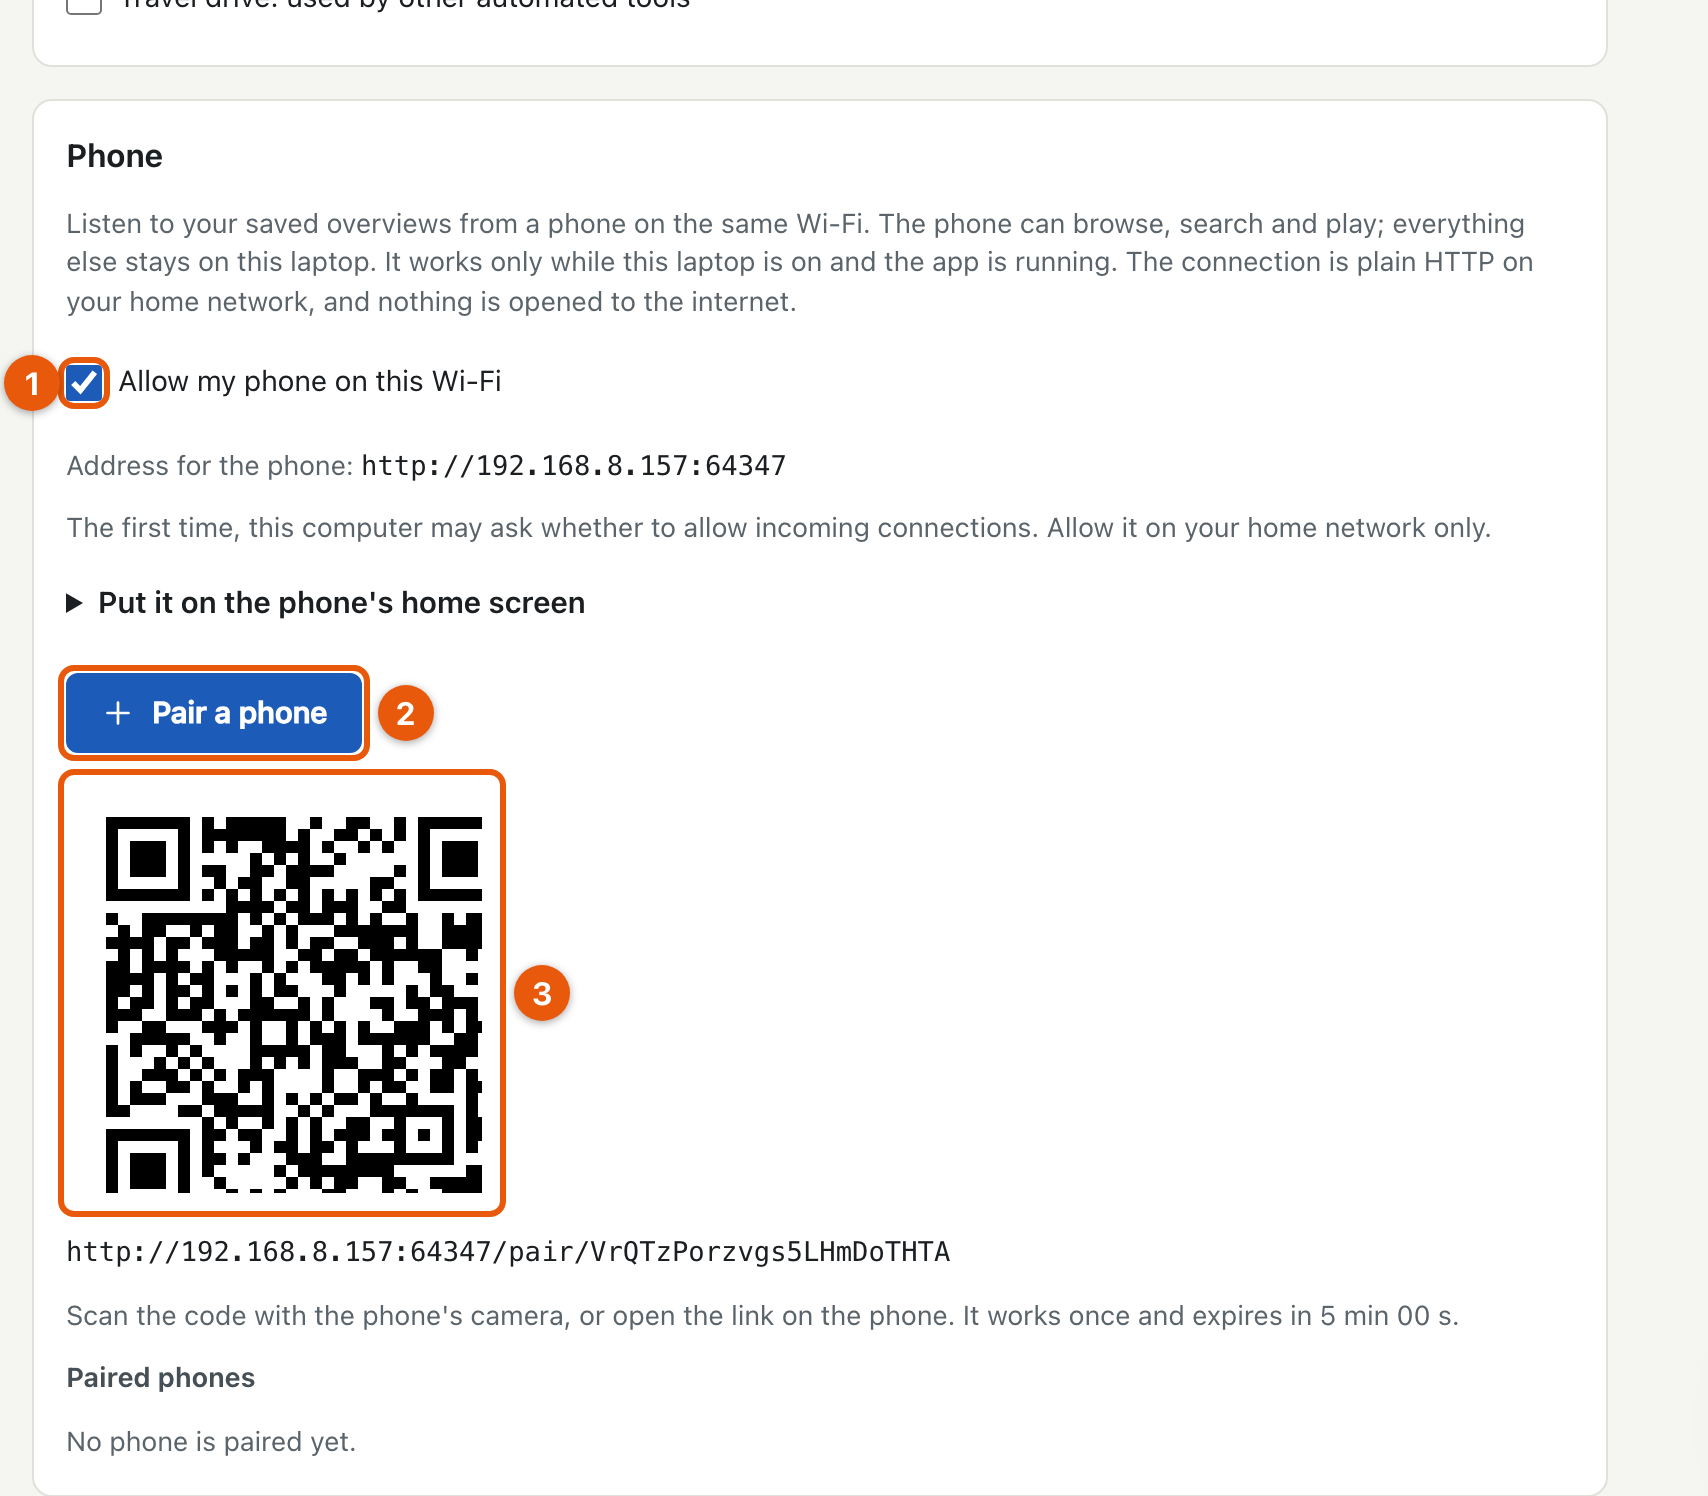 Travel drive: used by other automated tools
Phone
Listen to your saved overviews from a phone on the same Wi-Fi. The phone can browse, search and play; everything
else stays on this laptop. It works only while this laptop is on and the app is running. The connection is plain HTTP on
your home network, and nothing is opened to the internet.
1
Allow my phone on this Wi-Fi
Address for the phone: http://192.168.8.157:64347
The first time, this computer may ask whether to allow incoming connections. Allow it on your home network only.
Put it on the phone's home screen
+ Pair a phone
2
3
http://192.168.8.157:64347/pair/VrQTzPorzvgs5LHmDoTHTA
Scan the code with the phone's camera, or open the link on the phone. It works once and expires in 5 min 00 s.
Paired phones
No phone is paired yet.